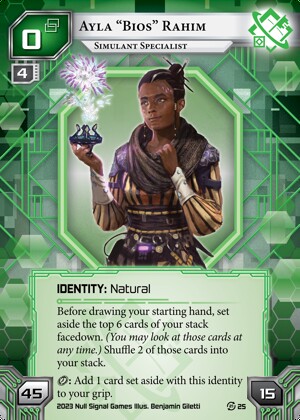 0
AYLA “BIOS” RAHIM
SIMULANT SPECIALIST
4
IDENTITY: Natural
Before drawing your starting hand, set
aside the top 6 cards of your stack
facedown. (You may look at those cards at
any time.) Shuffle 2 of those cards into
your stack.
: Add 1 card set aside with this identity
to your grip.
45
15
2023 Null Signal Games Illus. Benjamin Giletti
25